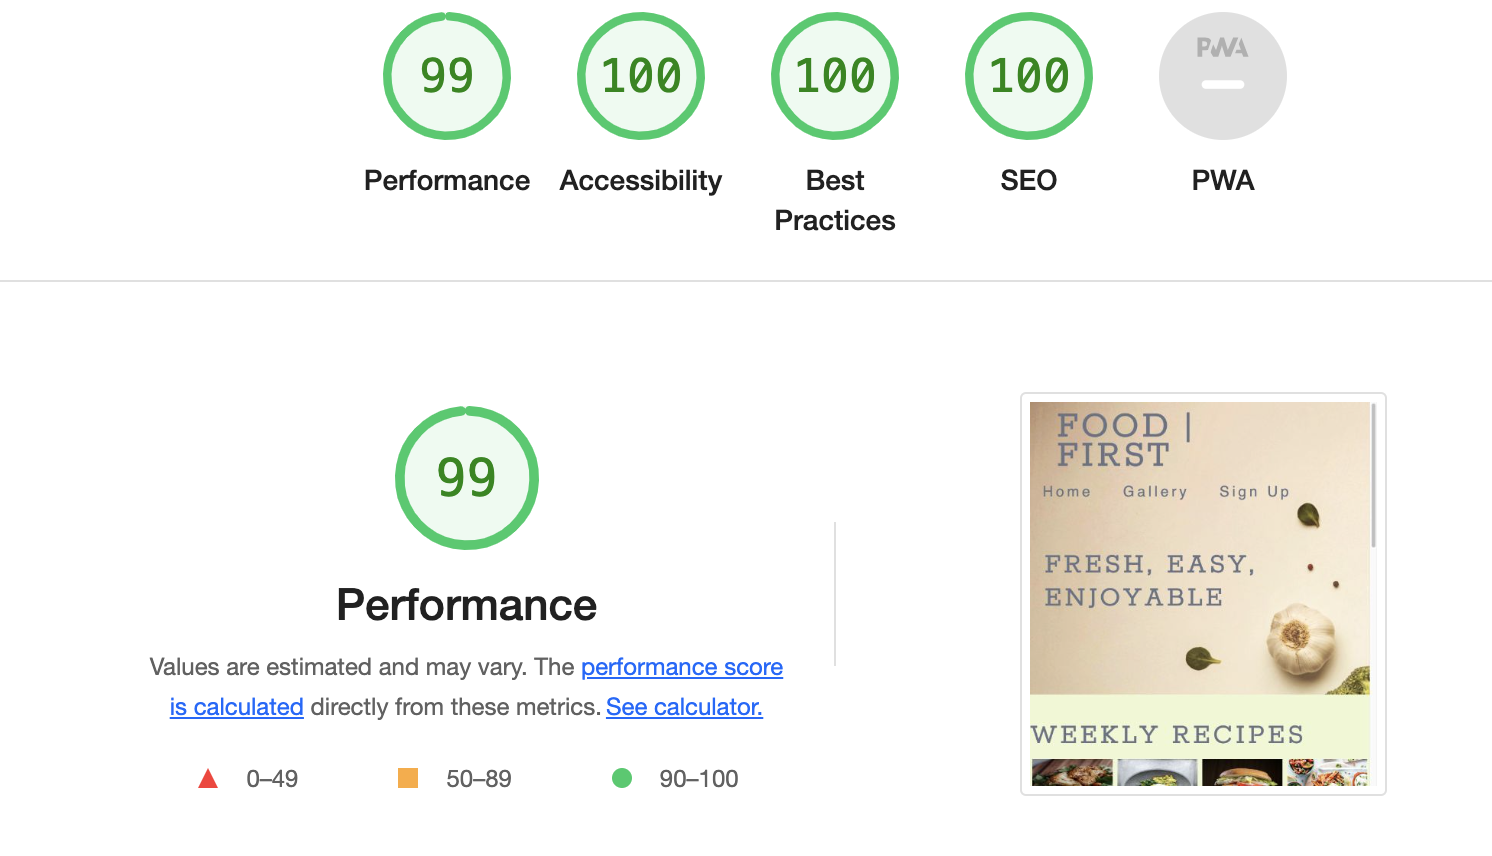 99
100
100
100
PWA
Performance
Accessibility
Best
Practices
SEO
PWA
99
Performance
Values are estimated and may vary. The performance score
is calculated directly from these metrics. See calculator.
0–49
50–89
90–100
FOOD |
FIRST
Home Gallery Sign Up
FRESH, EASY,
ENJOYABLE
WEEKLY RECIPES